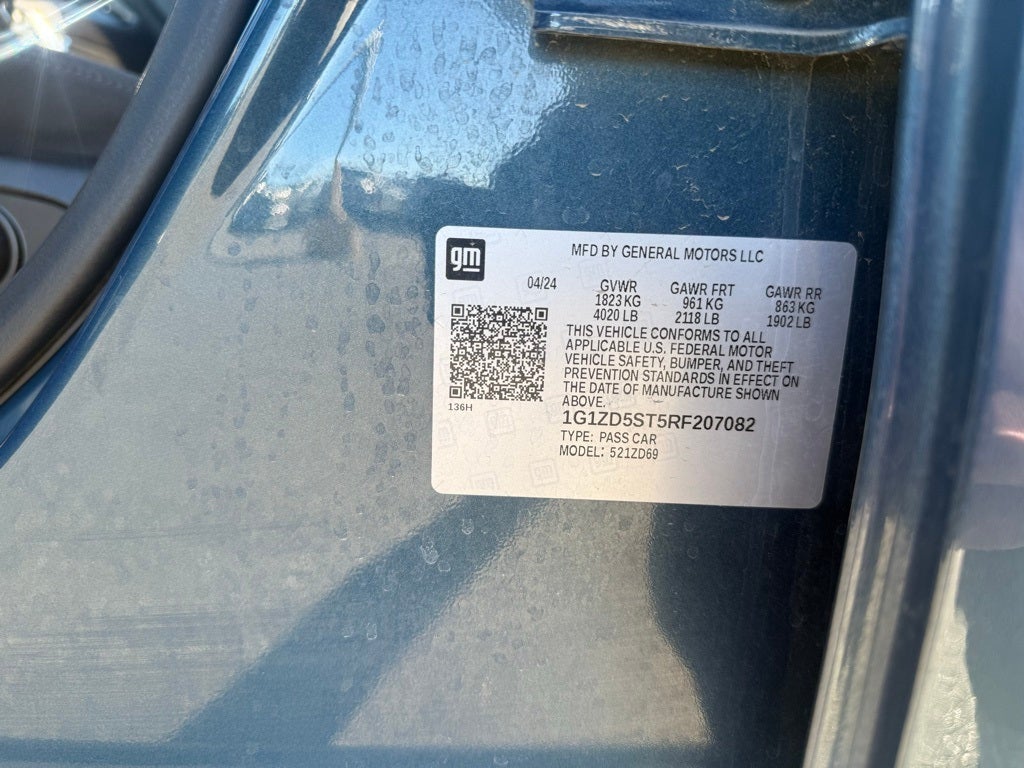 gm
MFD BY GENERAL MOTORS LLC
04/24 GVWR GAWR FRT GAWR RR
1823 KG 961 KG 863 KG
4020 LB 2118 LB 1902 LB
THIS VEHICLE CONFORMS TO ALL
APPLICABLE U.S. FEDERAL MOTOR
VEHICLE SAFETY, BUMPER, AND THEFT
PREVENTION STANDARDS IN EFFECT ON
THE DATE OF MANUFACTURE SHOWN
ABOVE.
136H
1G1ZD5ST5RF207082
TYPE: PASS CAR
MODEL: 521ZD69